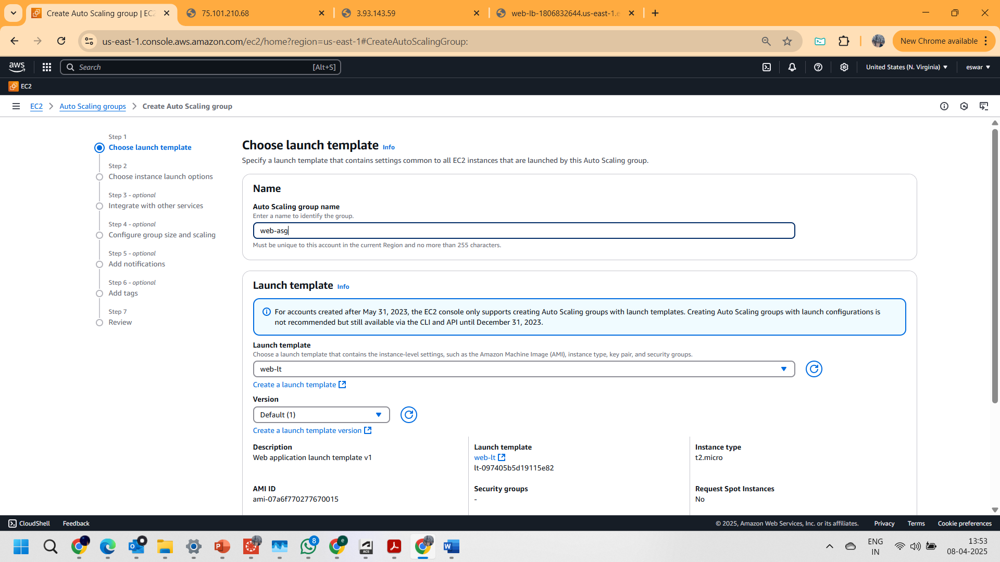 Create Auto Scaling group | EC2
75.101.210.68
3.93.143.59
web-lb-1806832644.us-east-1.e
us-east-1.console.aws.amazon.com/ec2/home?region=us-east-1#CreateAutoScalingGroup:
New Chrome available
aws
Search
[Alt+S]
United States (N. Virginia)
eswar
EC2
EC2
Auto Scaling groups
Create Auto Scaling group
Step 1
Choose launch template
Step 2
Choose instance launch options
Step 3 - optional
Integrate with other services
Step 4 - optional
Configure group size and scaling
Step 5 - optional
Add notifications
Step 6 - optional
Add tags
Step 7
Review
Choose launch template Info
Specify a launch template that contains settings common to all EC2 instances that are launched by this Auto Scaling group.
Name
Auto Scaling group name
Enter a name to identify the group.
web-asg
Must be unique to this account in the current Region and no more than 255 characters.
Launch template Info
For accounts created after May 31, 2023, the EC2 console only supports creating Auto Scaling groups with launch templates. Creating Auto Scaling groups with launch configurations is
not recommended but still available via the CLI and API until December 31, 2023.
Launch template
Choose a launch template that contains the instance-level settings, such as the Amazon Machine Image (AMI), instance type, key pair, and security groups.
web-lt
Create a launch template
Version
Default (1)
Create a launch template version
Description
Web application launch template v1
Launch template
web-lt
lt-097405b5d19115e82
Instance type
t2.micro
AMI ID
ami-07a6f770277670015
Security groups
-
Request Spot Instances
No
CloudShell
Feedback
© 2025, Amazon Web Services, Inc. or its affiliates.
Privacy
Terms
Cookie preferences
8
e
ACS
ENG
IN
13:53
08-04-2025